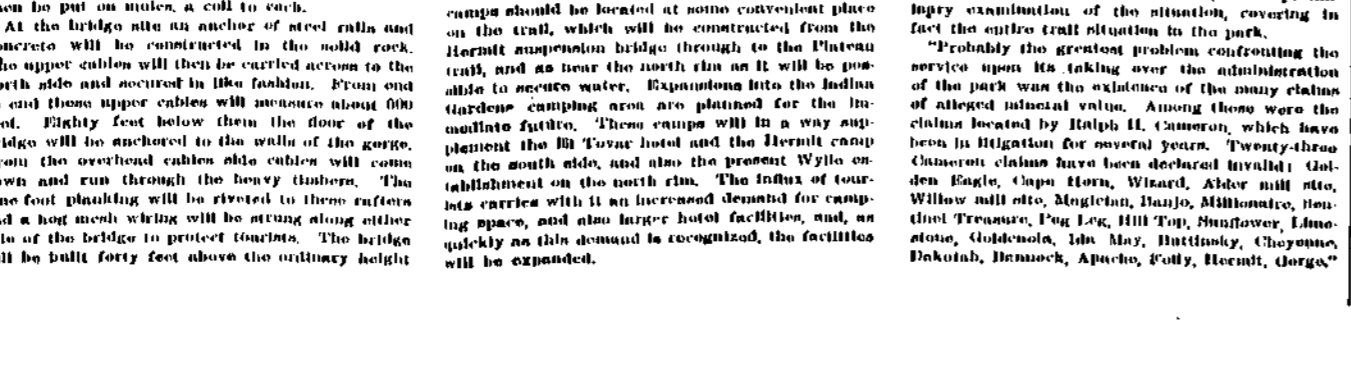 en be put on mules, a coil to each.
At the bridge site an anchor of steel rails and
oncrete will be constructed in the solid rock.
he upper cables will then be carried across to the
orth side and secured in like fashion. From end
end these upper cables will measure about 600
et. Eighty feet below them the floor of the
idge will be anchored to the walls of the gorge.
rom the overhead cables side cables will come
wn and run through the heavy timbers. The
ne foot planking will be riveted to these rafters
d a hog mesh wiring will be strung along either
de of the bridge to protect tourists. The bridge
ll be built forty feet above the ordinary height
camps should be located at some convenient place
on the trail, which will be constructed from the
Hermit suspension bridge through to the Plateau
trail, and as near the north rim as it will be pos-
sible to secure water. Expansions into the Indian
Gardens camping area are planned for the im-
mediate future. These camps will in a way sup-
plement the El Tovar hotel and the Hermit camp
on the south side, and also the present Wylie es-
tablishment on the north rim. The influx of tour-
ists carries with it an increased demand for camp-
ing space, and also larger hotel facilities, and, as
quickly as this demand is recognized, the facilities
will be expanded.
inary examination of the situation, covering in
fact the entire trail situation in the park.
"Probably the greatest problem confronting the
service upon its taking over the administration
of the park was the existence of the many claims
of alleged mineral value. Among these were the
claims located by Ralph H. Cameron, which have
been in litigation for several years. Twenty-three
Cameron claims have been declared invalid: Gol-
den Eagle, Cape Horn, Wizard, Alder mill site,
Willow mill site, Magician, Banjo, Millionaire, Sen-
tinel Treasure, Peg Leg, Hill Top, Sunflower, Lime-
stone, Goldenola, Ida May, Buttinsky, Cheyenne,
Dakotah, Bannock, Apache, Folly, Hermit, Gorge."